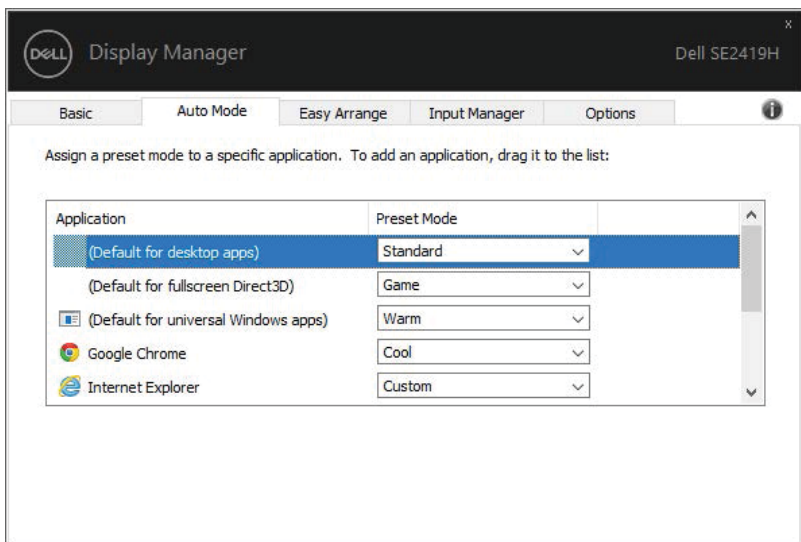 x
DELL Display Manager Dell SE2419H
Basic Auto Mode Easy Arrange Input Manager Options i
Assign a preset mode to a specific application. To add an application, drag it to the list:
Application Preset Mode
(Default for desktop apps) Standard
(Default for fullscreen Direct3D) Game
(Default for universal Windows apps) Warm
Google Chrome Cool
Internet Explorer Custom